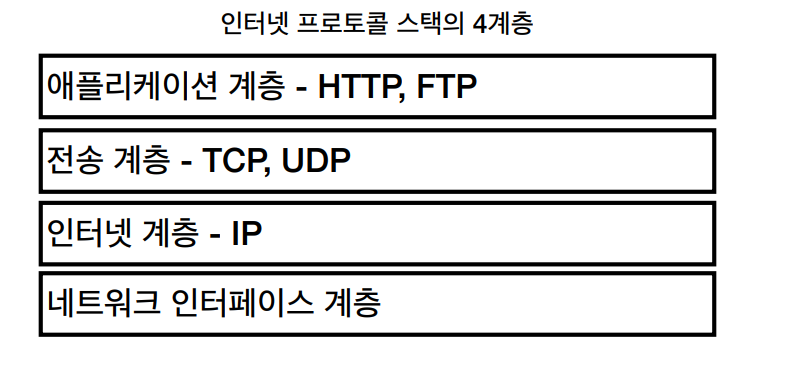 인터넷 프로토콜 스택의 4계층
애플리케이션 계층 - HTTP, FTP
전송 계층 - TCP, UDP
인터넷 계층 - IP
네트워크 인터페이스 계층